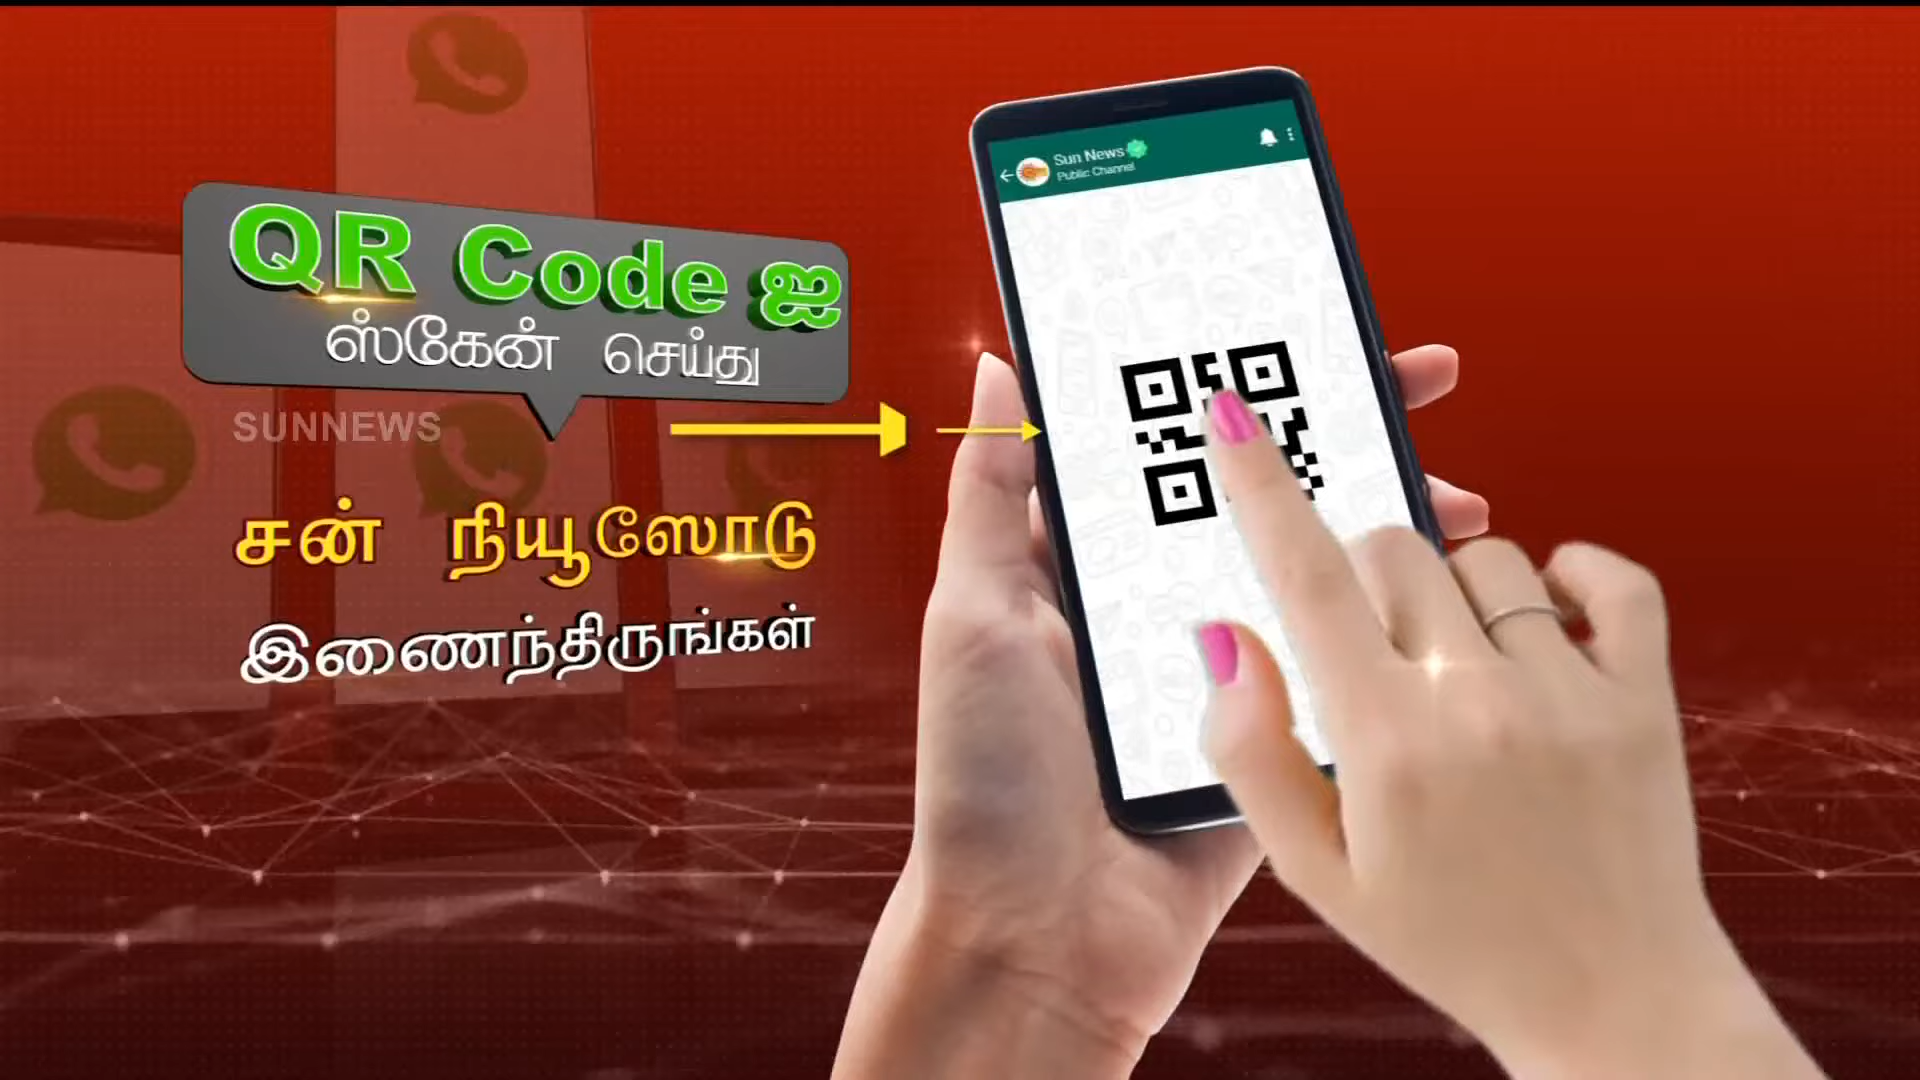 QR Code ஐ
ஸ்கேன் செய்து
SUNNEWS
சன் நியூஸோடு
இணைந்திருங்கள்
Sun News
Public Channel